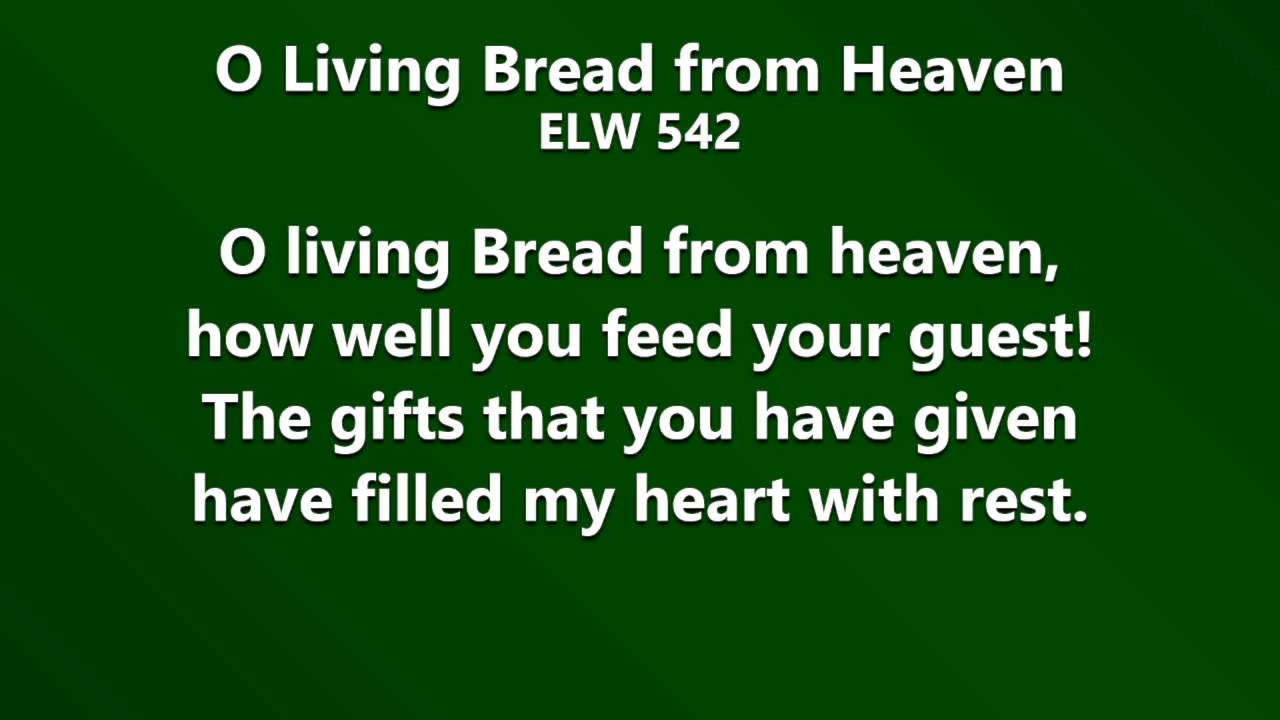 O Living Bread from Heaven
ELW 542
O living Bread from heaven,
how well you feed your guest!
The gifts that you have given
have filled my heart with rest.